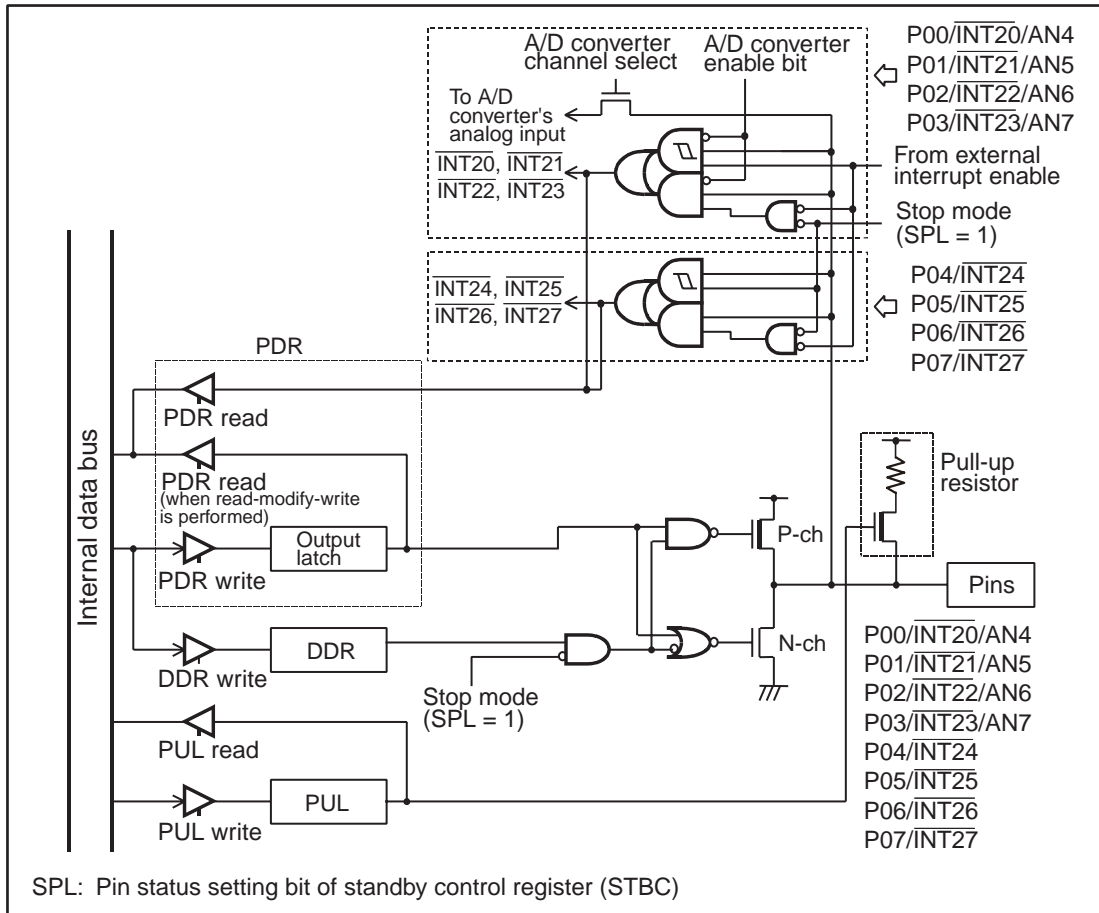 A/D converter
channel select
A/D converter
enable bit
P00/INT20/AN4
P01/INT21/AN5
P02/INT22/AN6
P03/INT23/AN7
To A/D
converter's
analog input
INT20, INT21
INT22, INT23
From external
interrupt enable
Stop mode
(SPL = 1)
INT24, INT25
INT26, INT27
P04/INT24
P05/INT25
P06/INT26
P07/INT27
PDR
PDR read
PDR read
(when read-modify-write
is performed)
Output
latch
PDR write
Internal data bus
P-ch
N-ch
Pull-up
resistor
Pins
DDR
DDR write
Stop mode
(SPL = 1)
PUL read
PUL
PUL write
P00/INT20/AN4
P01/INT21/AN5
P02/INT22/AN6
P03/INT23/AN7
P04/INT24
P05/INT25
P06/INT26
P07/INT27
SPL: Pin status setting bit of standby control register (STBC)